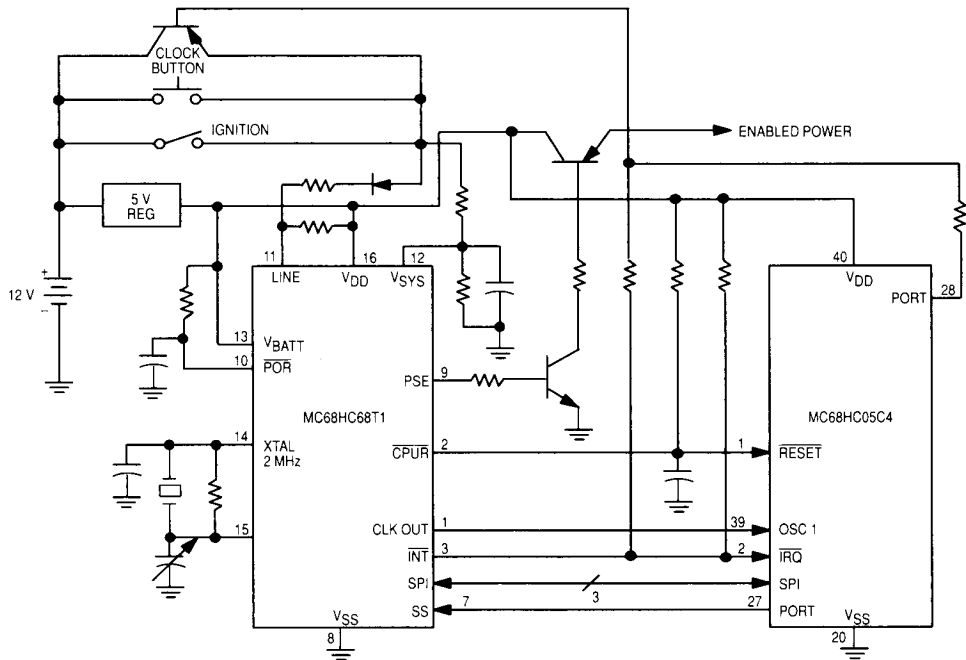 CLOCK
BUTTON
IGNITION
ENABLED POWER
5 V
REG
11
16
12
40
LINE
VDD
VSYS
VDD
PORT
28
12 V
+
-
13
VBATT
10
POR
PSE
9
MC68HC68T1
MC68HC05C4
14
XTAL
2 MHz
CPUR
2
1
RESET
15
CLK OUT
1
39
OSC 1
INT
3
2
IRQ
SPI
3
SPI
SS
7
27
PORT
VSS
8
VSS
20